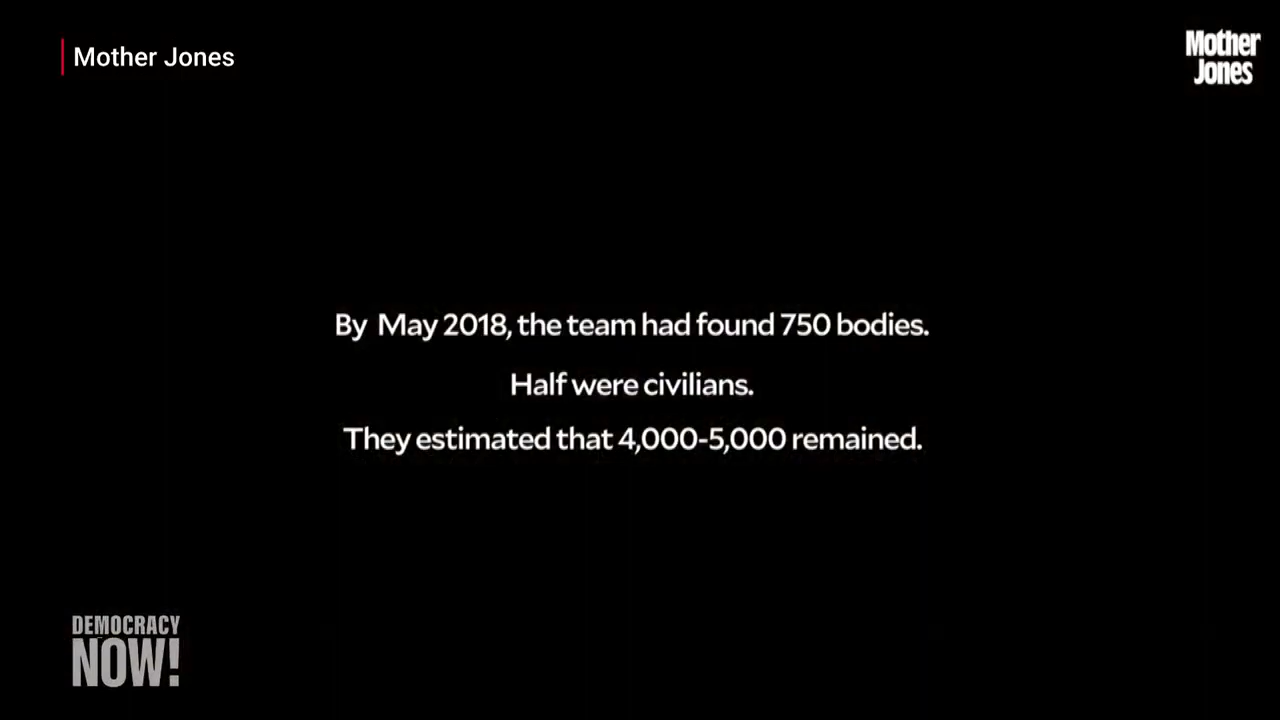 Mother Jones
Mother
Jones
By May 2018, the team had found 750 bodies.
Half were civilians.
They estimated that 4,000-5,000 remained.
DEMOCRACY
NOW!